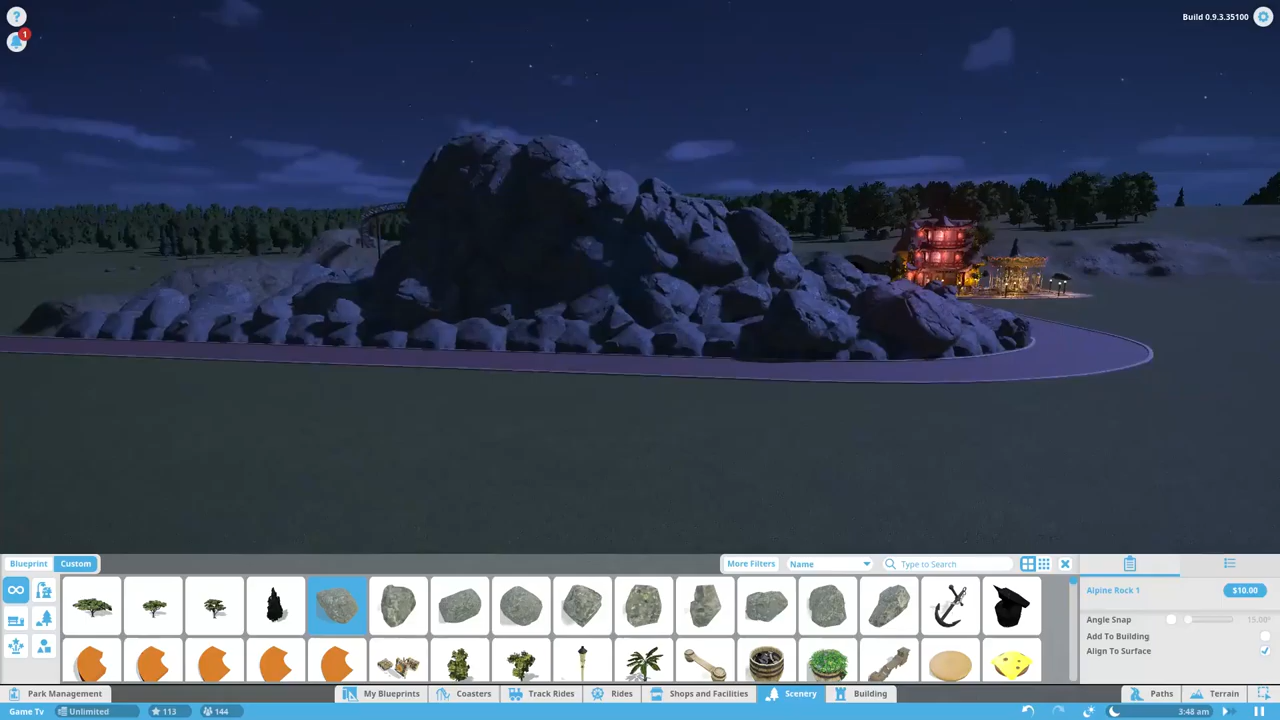 ?
Build 0.9.3.35100
1
Blueprint
Custom
More Filters
Name
Type to Search
Alpine Rock 1
$10.00
Angle Snap
15.00°
Add To Building
Align To Surface
Park Management
My Blueprints
Coasters
Track Rides
Rides
Shops and Facilities
Scenery
Building
Paths
Terrain
Game Tv
Unlimited
113
144
3:48 am